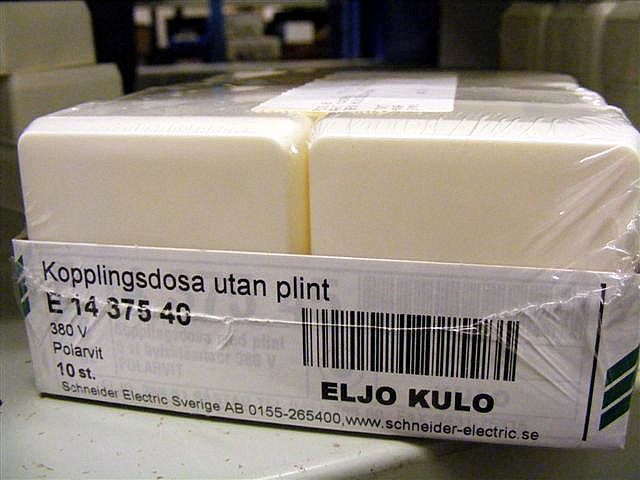 Kopplingsdosa utan plint
E 14 375 40
380 V
Polarvit
10 st.
ELJO KULO
Schneider Electric Sverige AB 0155-265400,www.schneider-electric.se